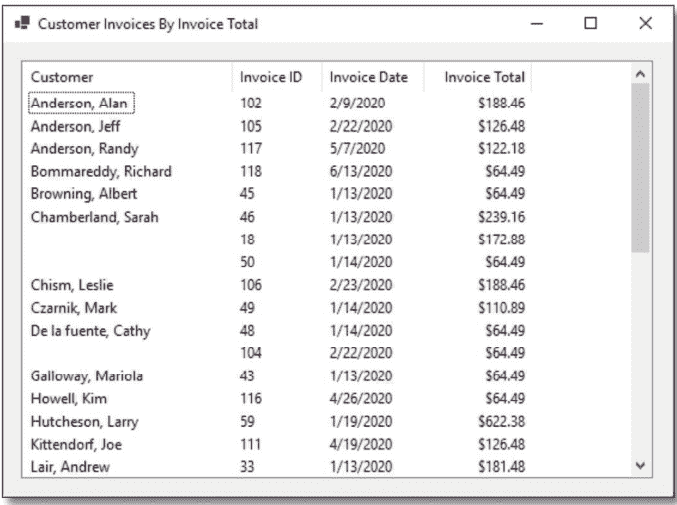 Customer Invoices By Invoice Total
Customer Invoice ID Invoice Date Invoice Total
Anderson, Alan 102 2/9/2020 $188.46
Anderson, Jeff 105 2/22/2020 $126.48
Anderson, Randy 117 5/7/2020 $122.18
Bommareddy, Richard 118 6/13/2020 $64.49
Browning, Albert 45 1/13/2020 $64.49
Chamberland, Sarah 46 1/13/2020 $239.16
18 1/13/2020 $172.88
50 1/14/2020 $64.49
Chism, Leslie 106 2/23/2020 $188.46
Czarnik, Mark 49 1/14/2020 $110.89
De la fuente, Cathy 48 1/14/2020 $64.49
104 2/22/2020 $64.49
Galloway, Mariola 43 1/13/2020 $64.49
Howell, Kim 116 4/26/2020 $64.49
Hutcheson, Larry 59 1/19/2020 $622.38
Kittendorf, Joe 111 4/19/2020 $126.48
Lair, Andrew 33 1/13/2020 $181.48